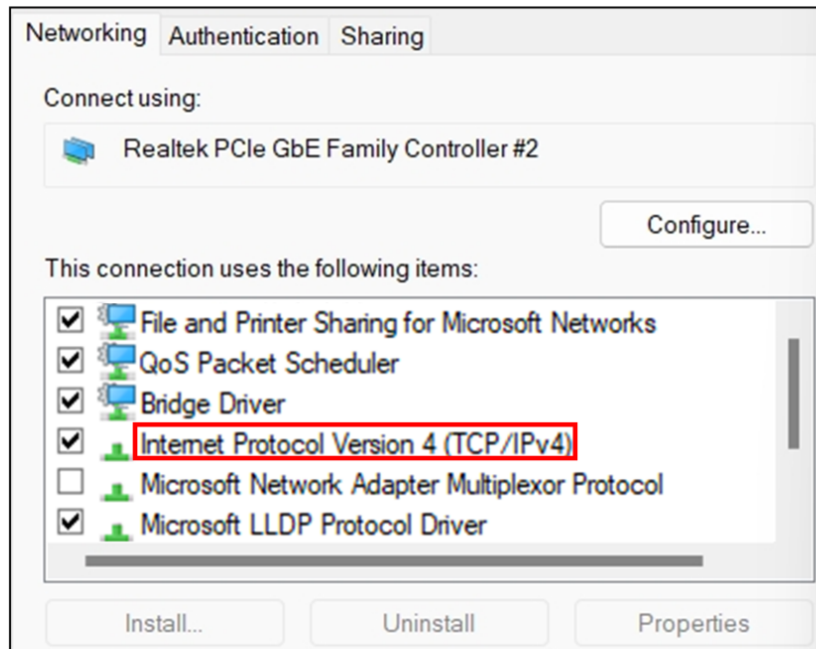 Networking Authentication Sharing
Connect using:
Realtek PCIe GbE Family Controller #2
Configure...
This connection uses the following items:
File and Printer Sharing for Microsoft Networks
QoS Packet Scheduler
Bridge Driver
Internet Protocol Version 4 (TCP/IPv4)
Microsoft Network Adapter Multiplexor Protocol
Microsoft LLDP Protocol Driver
Install... Uninstall Properties